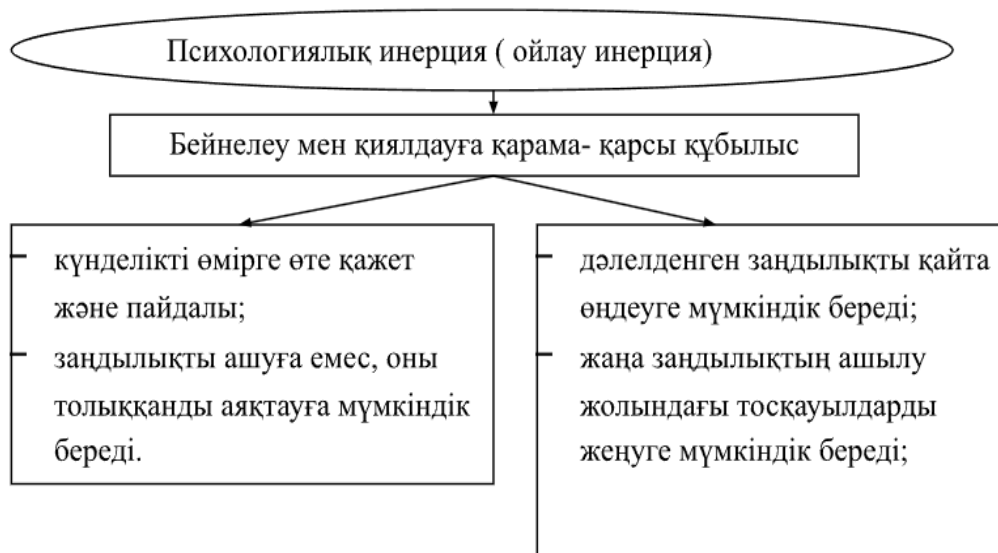 Психологиялық инерция ( ойлау инерция)
Бейнелеу мен қиялдауға қарама- қарсы құбылыс
– күнделікті өмірге өте қажет
және пайдалы;
– заңдылықты ашуға емес, оны
толыққанды аяқтауға мүмкіндік
береді.
– дәлелденген заңдылықты қайта
өңдеуге мүмкіндік береді;
– жаңа заңдылықтың ашылу
жолындағы тосқауылдарды
жеңуге мүмкіндік береді;